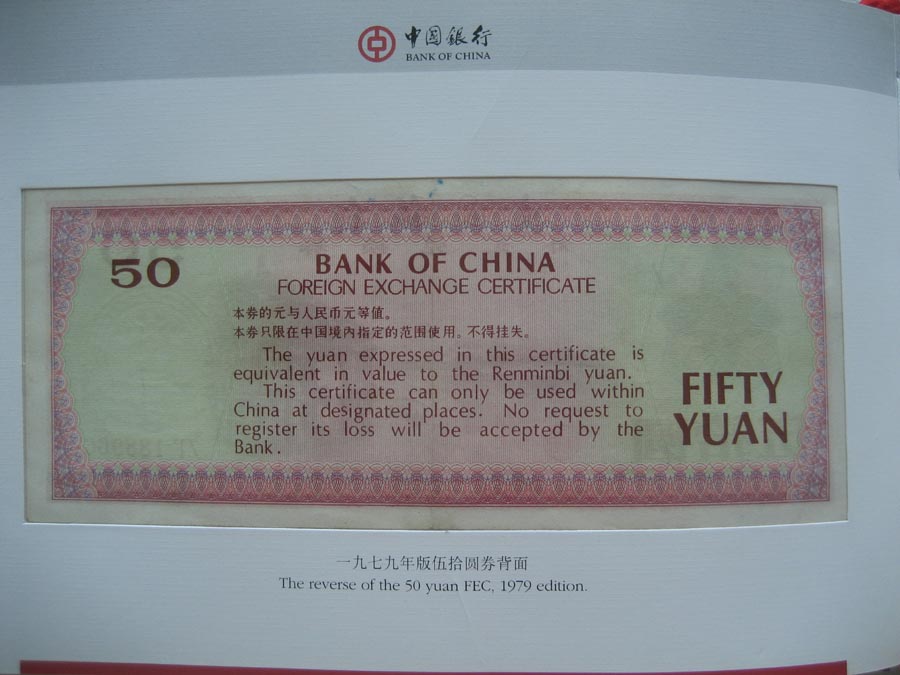 中国銀行
BANK OF CHINA
50
BANK OF CHINA
FOREIGN EXCHANGE CERTIFICATE
本券的元与人民币元等值。
本券只限在中国境内指定的范围使用。不得挂失。
The yuan expressed in this certificate is
equivalent in value to the Renminbi yuan.
This certificate can only be used within
China at designated places. No request to
register its loss will be accepted by the
Bank.
FIFTY
YUAN
一九七九年版伍拾圆券背面
The reverse of the 50 yuan FEC, 1979 edition.